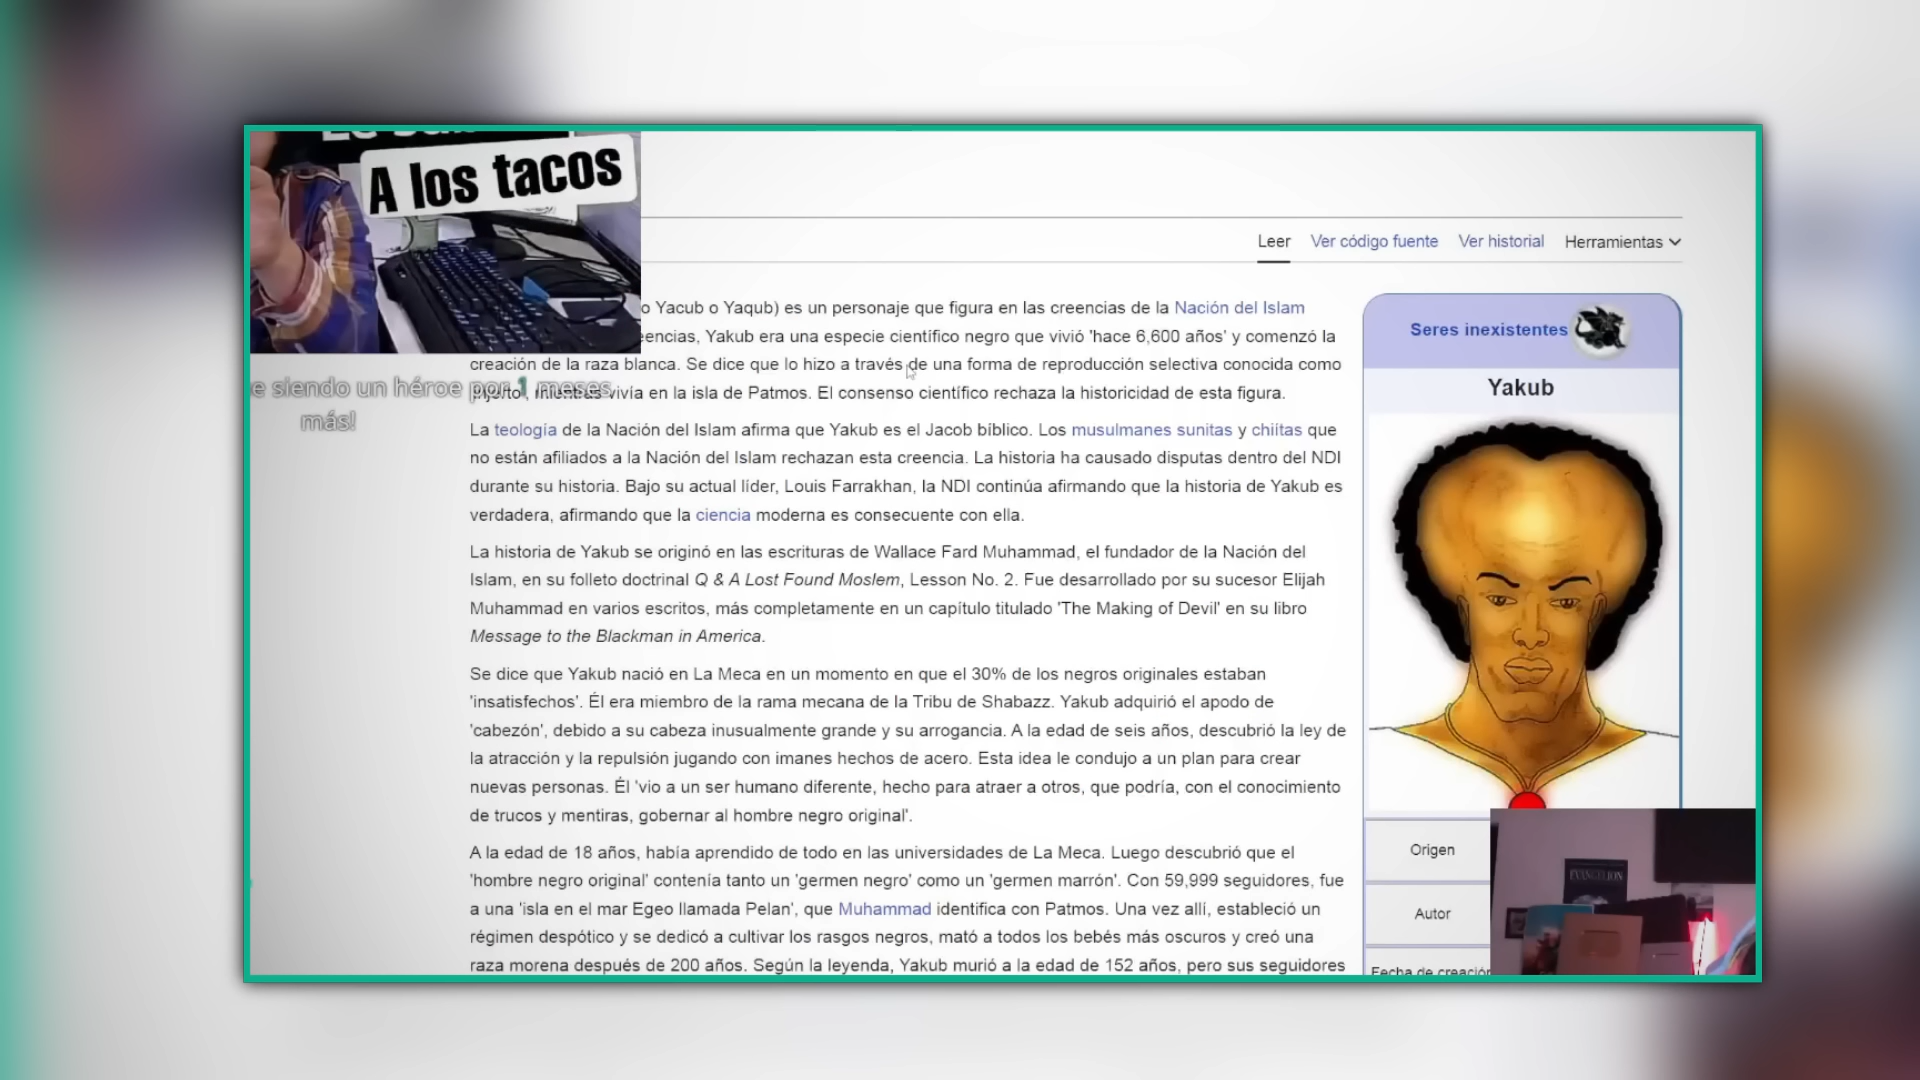 A los tacos
Leer Ver código fuente Ver historial Herramientas
o Yacub o Yaqub) es un personaje que figura en las creencias de la Nación del Islam
encias, Yakub era una especie científico negro que vivió 'hace 6,600 años' y comenzó la
creación de la raza blanca. Se dice que lo hizo a través de una forma de reproducción selectiva conocida como
mientras vivía en la isla de Patmos. El consenso científico rechaza la historicidad de esta figura.
e siendo un héroe por 1 meses
más!
La teología de la Nación del Islam afirma que Yakub es el Jacob bíblico. Los musulmanes sunitas y chiítas que
no están afiliados a la Nación del Islam rechazan esta creencia. La historia ha causado disputas dentro del NDI
durante su historia. Bajo su actual líder, Louis Farrakhan, la NDI continúa afirmando que la historia de Yakub es
verdadera, afirmando que la ciencia moderna es consecuente con ella.
La historia de Yakub se originó en las escrituras de Wallace Fard Muhammad, el fundador de la Nación del
Islam, en su folleto doctrinal Q & A Lost Found Moslem, Lesson No. 2. Fue desarrollado por su sucesor Elijah
Muhammad en varios escritos, más completamente en un capítulo titulado 'The Making of Devil' en su libro
Message to the Blackman in America.
Se dice que Yakub nació en La Meca en un momento en que el 30% de los negros originales estaban
'insatisfechos'. Él era miembro de la rama mecana de la Tribu de Shabazz. Yakub adquirió el apodo de
'cabezón', debido a su cabeza inusualmente grande y su arrogancia. A la edad de seis años, descubrió la ley de
la atracción y la repulsión jugando con imanes hechos de acero. Esta idea le condujo a un plan para crear
nuevas personas. Él 'vio a un ser humano diferente, hecho para atraer a otros, que podría, con el conocimiento
de trucos y mentiras, gobernar al hombre negro original'.
A la edad de 18 años, había aprendido de todo en las universidades de La Meca. Luego descubrió que el
'hombre negro original' contenía tanto un 'germen negro' como un 'germen marrón'. Con 59,999 seguidores, fue
a una 'isla en el mar Egeo llamada Pelan', que Muhammad identifica con Patmos. Una vez allí, estableció un
régimen despótico y se dedicó a cultivar los rasgos negros, mató a todos los bebés más oscuros y creó una
raza morena después de 200 años. Según la leyenda, Yakub murió a la edad de 152 años, pero sus seguidores
Seres inexistentes
Yakub
Origen
Autor
Fecha de creación
EVANGELION